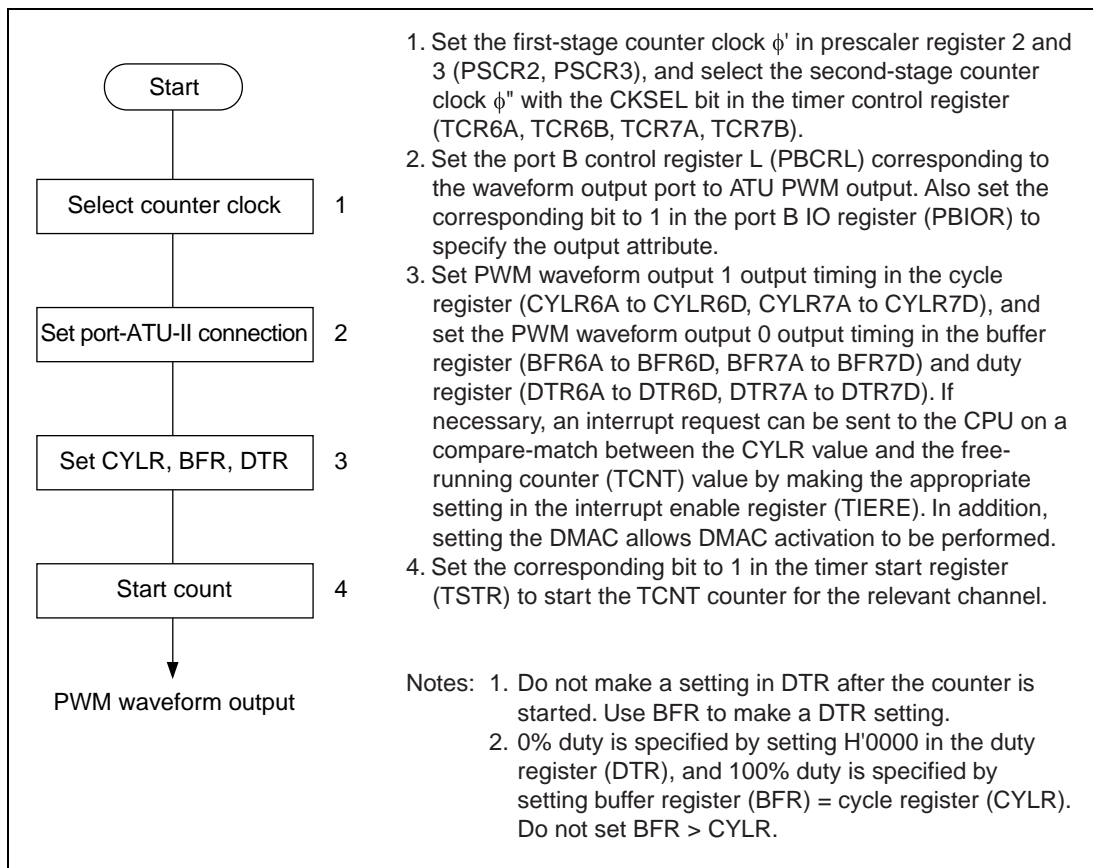 Start
Select counter clock 1
Set port-ATU-II connection 2
Set CYLR, BFR, DTR 3
Start count 4
PWM waveform output
1. Set the first-stage counter clock ϕ' in prescaler register 2 and
3 (PSCR2, PSCR3), and select the second-stage counter
clock ϕ" with the CKSEL bit in the timer control register
(TCR6A, TCR6B, TCR7A, TCR7B).
2. Set the port B control register L (PBCRL) corresponding to
the waveform output port to ATU PWM output. Also set the
corresponding bit to 1 in the port B IO register (PBIOR) to
specify the output attribute.
3. Set PWM waveform output 1 output timing in the cycle
register (CYLR6A to CYLR6D, CYLR7A to CYLR7D), and
set the PWM waveform output 0 output timing in the buffer
register (BFR6A to BFR6D, BFR7A to BFR7D) and duty
register (DTR6A to DTR6D, DTR7A to DTR7D). If
necessary, an interrupt request can be sent to the CPU on a
compare-match between the CYLR value and the free-
running counter (TCNT) value by making the appropriate
setting in the interrupt enable register (TIERE). In addition,
setting the DMAC allows DMAC activation to be performed.
4. Set the corresponding bit to 1 in the timer start register
(TSTR) to start the TCNT counter for the relevant channel.
Notes: 1. Do not make a setting in DTR after the counter is
started. Use BFR to make a DTR setting.
2. 0% duty is specified by setting H'0000 in the duty
register (DTR), and 100% duty is specified by
setting buffer register (BFR) = cycle register (CYLR).
Do not set BFR > CYLR.